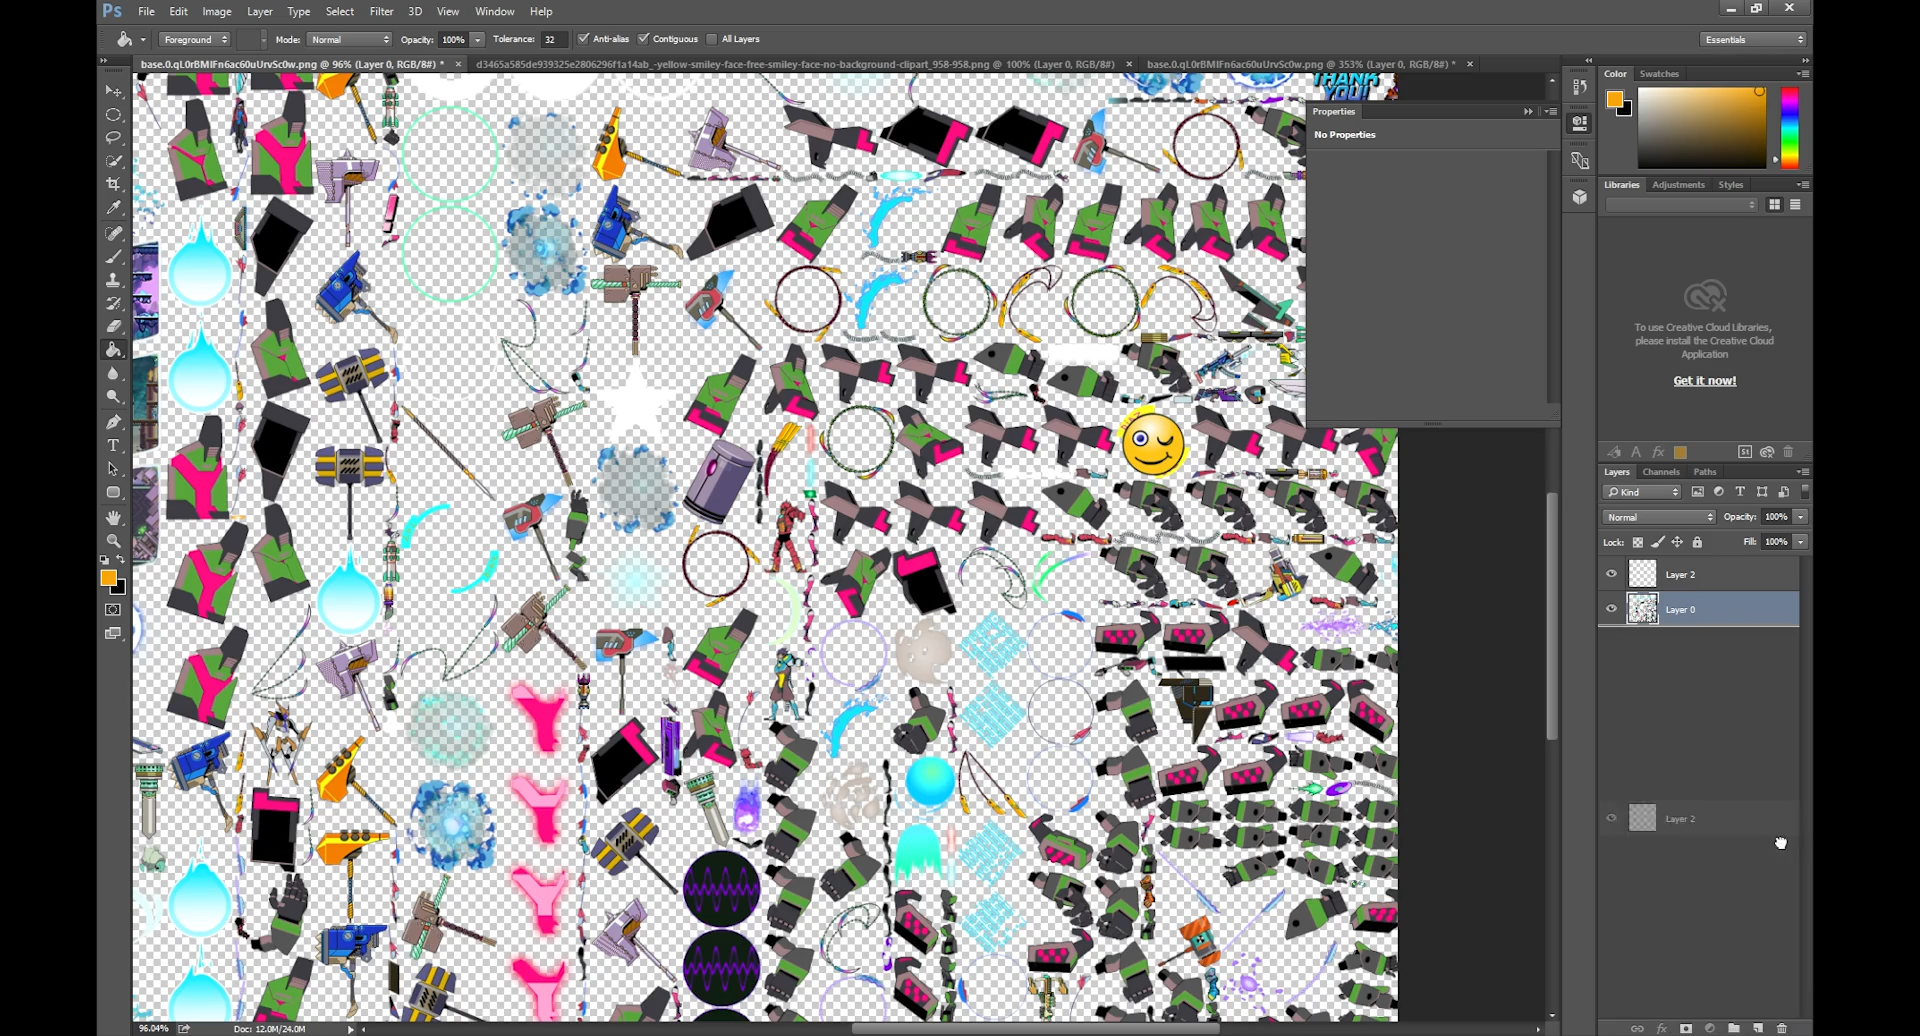 Ps File Edit Image Layer Type Select Filter 3D View Window Help
Foreground Mode: Normal Opacity: 100% Tolerance: 32 Anti-alias Contiguous All Layers Essentials
base.0.qL0rBMIFn6ac60uUrvSc0w.png @ 96% (Layer 0, RGB/8#) * × d3465a585de939325e2806296f1a14ab_-yellow-smiley-face-free-smiley-face-no-background-clipart_958-958.png @ 100% (Layer 0, RGB/8#) × base.0.qL0rBMIFn6ac60uUrvSc0w.png @ 353% (Layer 0, RGB/8#) * ×
THANK
YOU!
Properties
No Properties
Color Swatches
Libraries Adjustments Styles
To use Creative Cloud Libraries,
please install the Creative Cloud
Application
Get it now!
Layers Channels Paths
Kind
Normal Opacity: 100%
Lock: Fill: 100%
Layer 2
Layer 0
Layer 2
96.04% Doc: 12.0M/24.0M